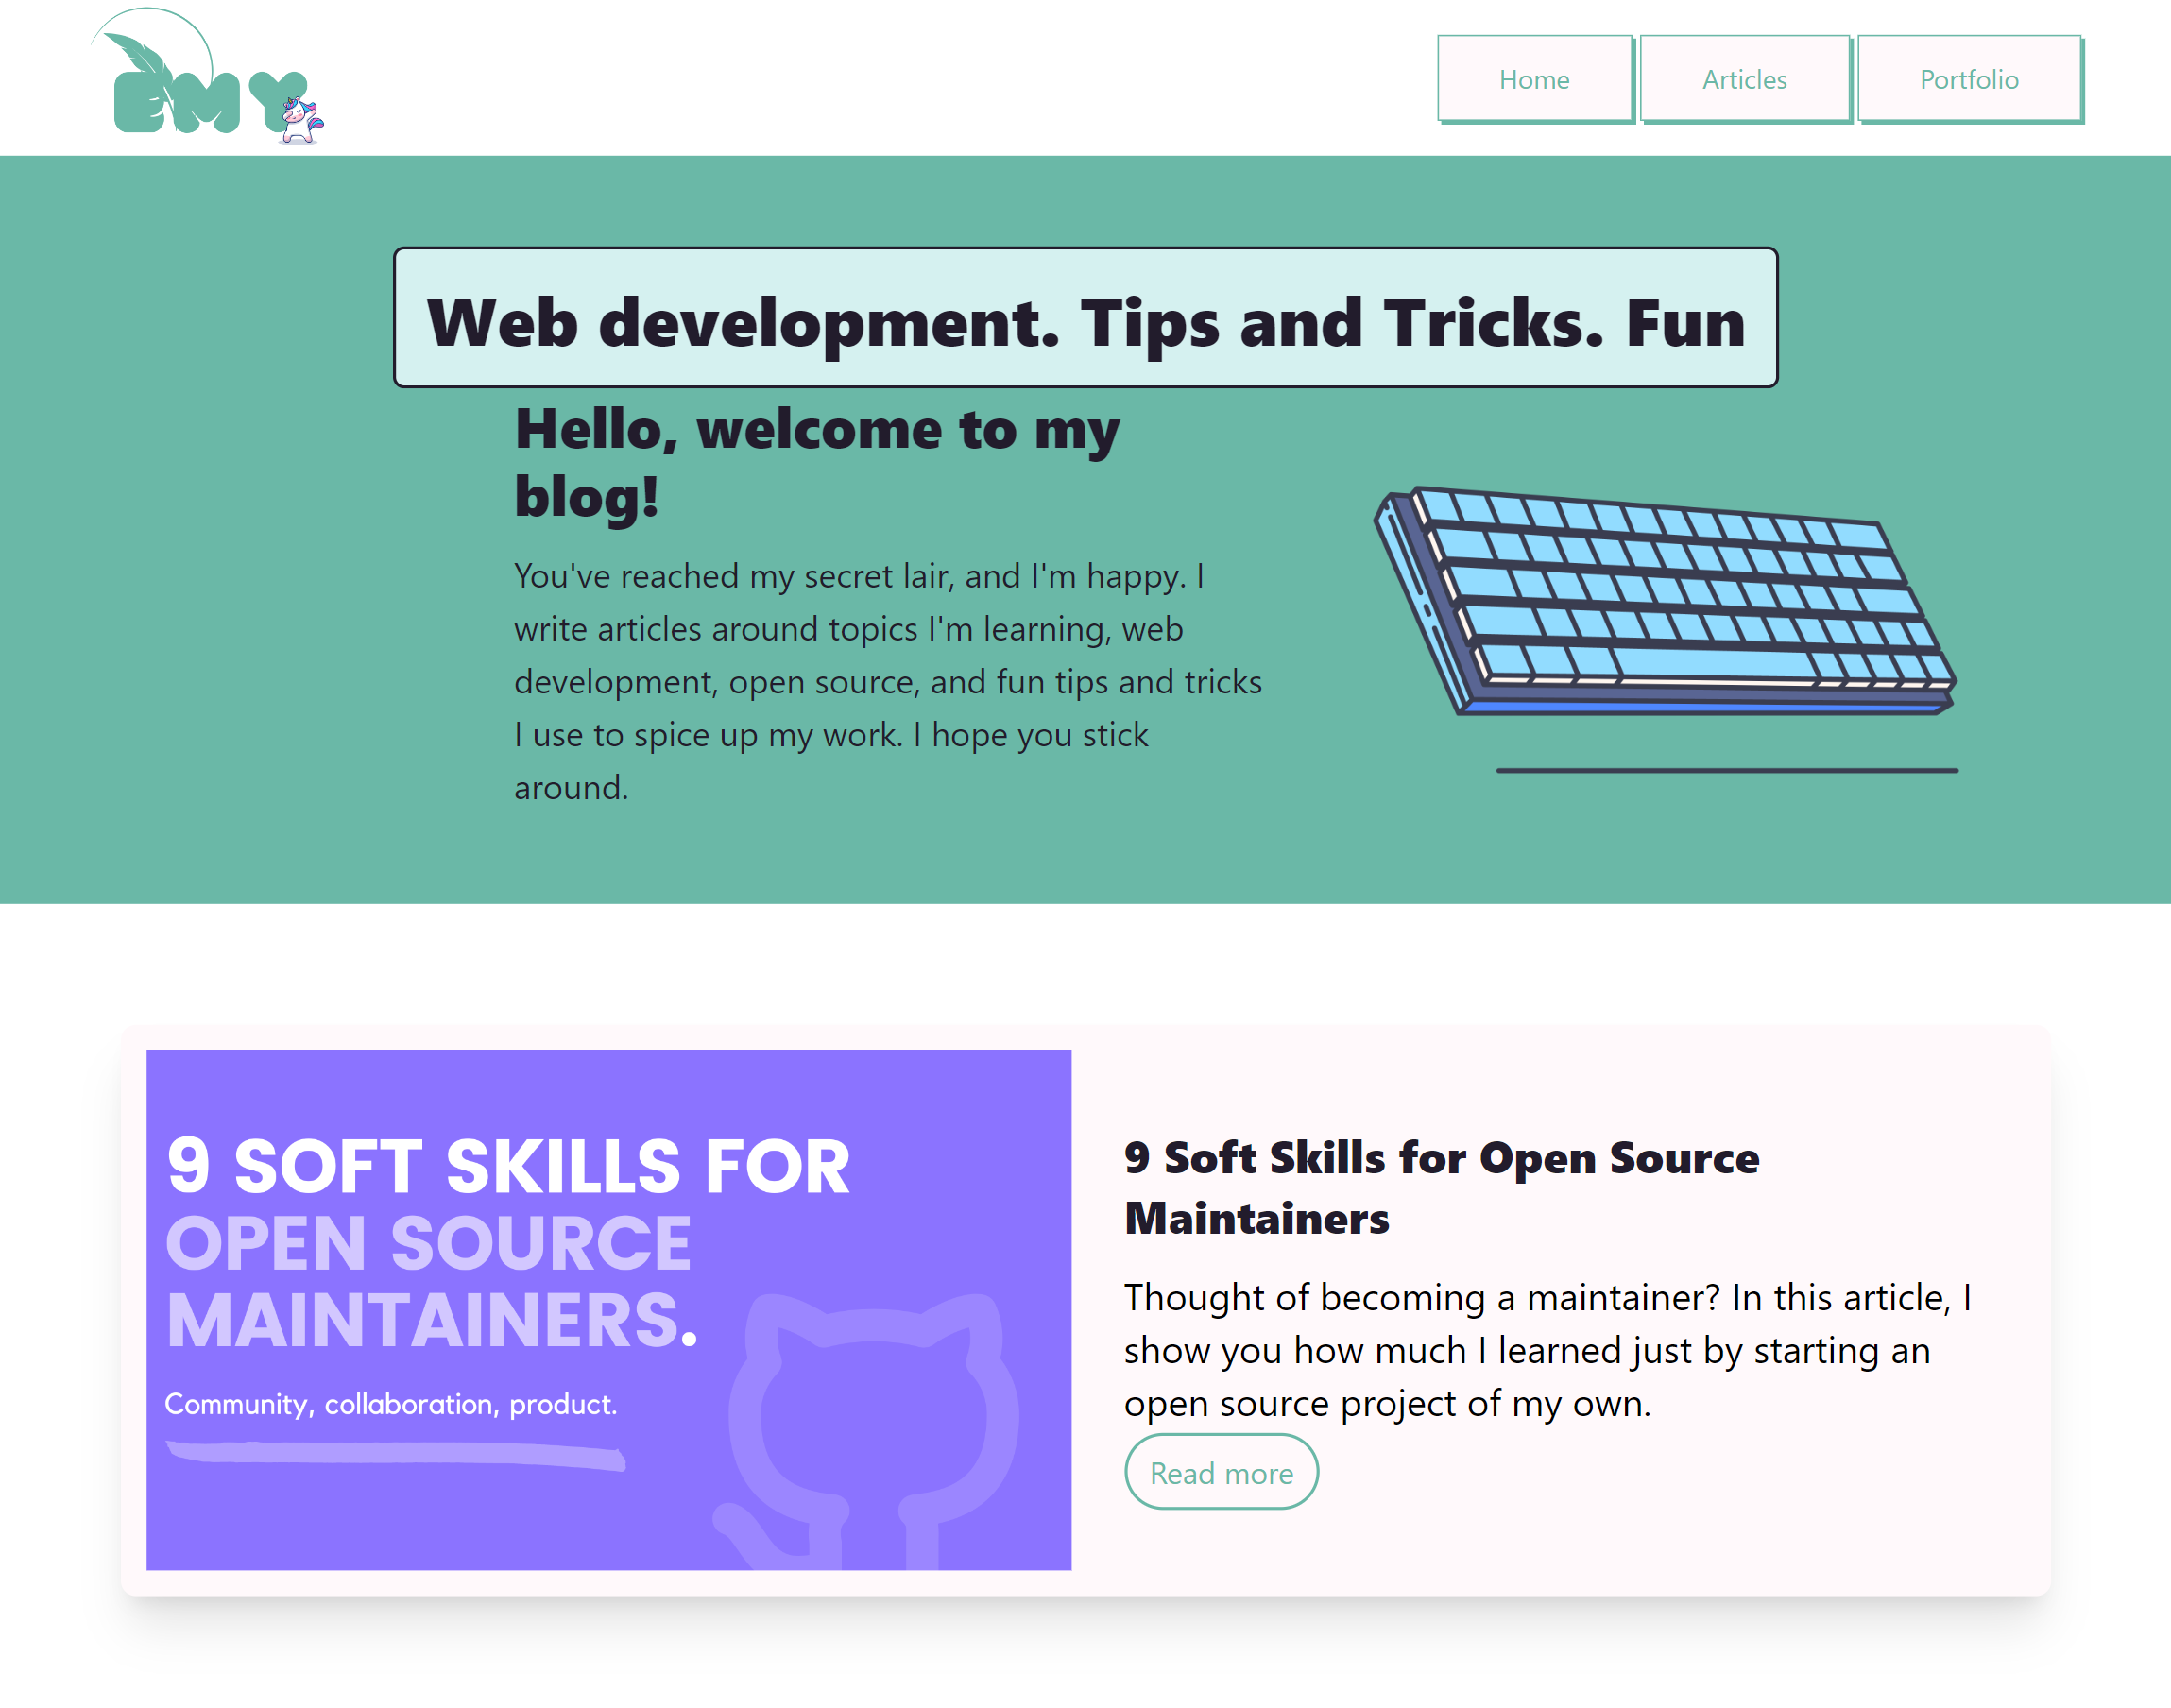 EMY
Home
Articles
Portfolio
Web development. Tips and Tricks. Fun
Hello, welcome to my
blog!
You've reached my secret lair, and I'm happy. I
write articles around topics I'm learning, web
development, open source, and fun tips and tricks
I use to spice up my work. I hope you stick
around.
9 SOFT SKILLS FOR
OPEN SOURCE
MAINTAINERS.
Community, collaboration, product.
9 Soft Skills for Open Source
Maintainers
Thought of becoming a maintainer? In this article, I
show you how much I learned just by starting an
open source project of my own.
Read more